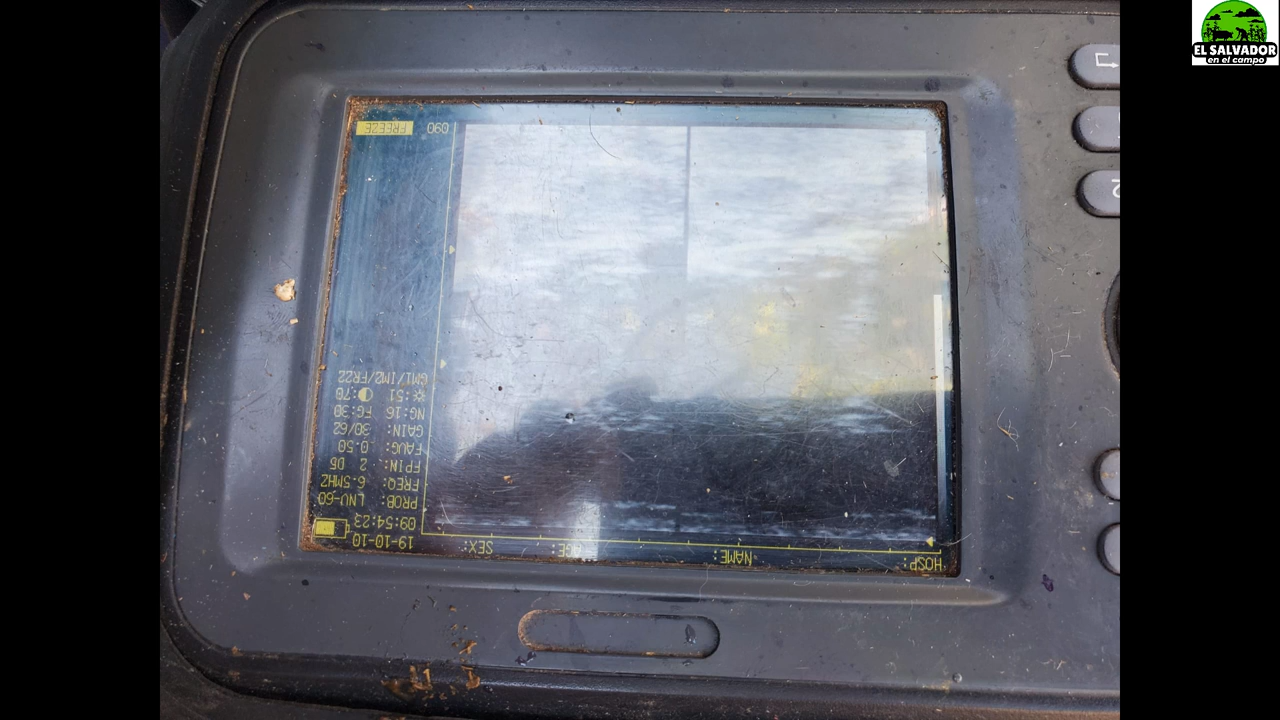 HOSP: NAME: AGE: SEX: 19-10-10
09:54:23
PROB: LNV-60
FREQ: 6.5MHZ
FPIN: 2 D5
FAUG: 0.50
GAIN: 30/62
NG:16 FG:30
:51 :70
GM1/IM2/FR22
090 FREEZE
EL SALVADOR
en el campo